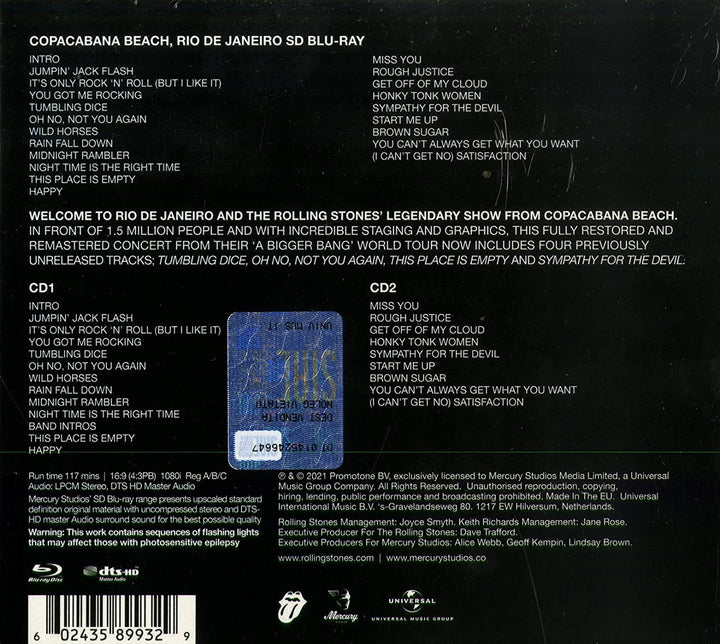 COPACABANA BEACH, RIO DE JANEIRO SD BLU-RAY
INTRO
JUMPIN' JACK FLASH
IT'S ONLY ROCK 'N' ROLL (BUT I LIKE IT)
YOU GOT ME ROCKING
TUMBLING DICE
OH NO, NOT YOU AGAIN
WILD HORSES
RAIN FALL DOWN
MIDNIGHT RAMBLER
NIGHT TIME IS THE RIGHT TIME
THIS PLACE IS EMPTY
HAPPY
MISS YOU
ROUGH JUSTICE
GET OFF OF MY CLOUD
HONKY TONK WOMEN
SYMPATHY FOR THE DEVIL
START ME UP
BROWN SUGAR
YOU CAN'T ALWAYS GET WHAT YOU WANT
(I CAN'T GET NO) SATISFACTION
WELCOME TO RIO DE JANEIRO AND THE ROLLING STONES' LEGENDARY SHOW FROM COPACABANA BEACH.
IN FRONT OF 1.5 MILLION PEOPLE AND WITH INCREDIBLE STAGING AND GRAPHICS, THIS FULLY RESTORED AND
REMASTERED CONCERT FROM THEIR 'A BIGGER BANG' WORLD TOUR NOW INCLUDES FOUR PREVIOUSLY
UNRELEASED TRACKS; TUMBLING DICE, OH NO, NOT YOU AGAIN, THIS PLACE IS EMPTY AND SYMPATHY FOR THE DEVIL.
CD1
INTRO
JUMPIN' JACK FLASH
IT'S ONLY ROCK 'N' ROLL (BUT I LIKE IT)
YOU GOT ME ROCKING
TUMBLING DICE
OH NO, NOT YOU AGAIN
WILD HORSES
RAIN FALL DOWN
MIDNIGHT RAMBLER
NIGHT TIME IS THE RIGHT TIME
BAND INTROS
THIS PLACE IS EMPTY
HAPPY
CD2
MISS YOU
ROUGH JUSTICE
GET OFF OF MY CLOUD
HONKY TONK WOMEN
SYMPATHY FOR THE DEVIL
START ME UP
BROWN SUGAR
YOU CAN'T ALWAYS GET WHAT YOU WANT
(I CAN'T GET NO) SATISFACTION
UNIV MUS IT
NOLEG VIETATO
DEST VENDITA
DT 0145246647
Run time 117 mins | 16:9 (4:3PB) 1080i Reg A/B/C
Audio: LPCM Stereo, DTS HD Master Audio
Mercury Studios' SD Blu-ray range presents upscaled standard
definition original material with uncompressed stereo and DTS-
HD master Audio surround sound for the best possible quality
Warning: This work contains sequences of flashing lights
that may affect those with photosensitive epilepsy
℗ & © 2021 Promotone BV, exclusively licensed to Mercury Studios Media Limited, a Universal
Music Group Company. All Rights Reserved. Unauthorised reproduction, copying,
hiring, lending, public performance and broadcasting prohibited. Made In The EU. Universal
International Music B.V. 's-Gravelandseweg 80. 1217 EW Hilversum, Netherlands.
Rolling Stones Management: Joyce Smyth. Keith Richards Management: Jane Rose.
Executive Producer For The Rolling Stones: Dave Trafford.
Executive Producers For Mercury Studios: Alice Webb, Geoff Kempin, Lindsay Brown.
www.rollingstones.com | www.mercurystudios.co
Blu-ray Disc
dts-HD
Master Audio
Mercury
UNIVERSAL
UNIVERSAL MUSIC GROUP
6 02435 89932 9